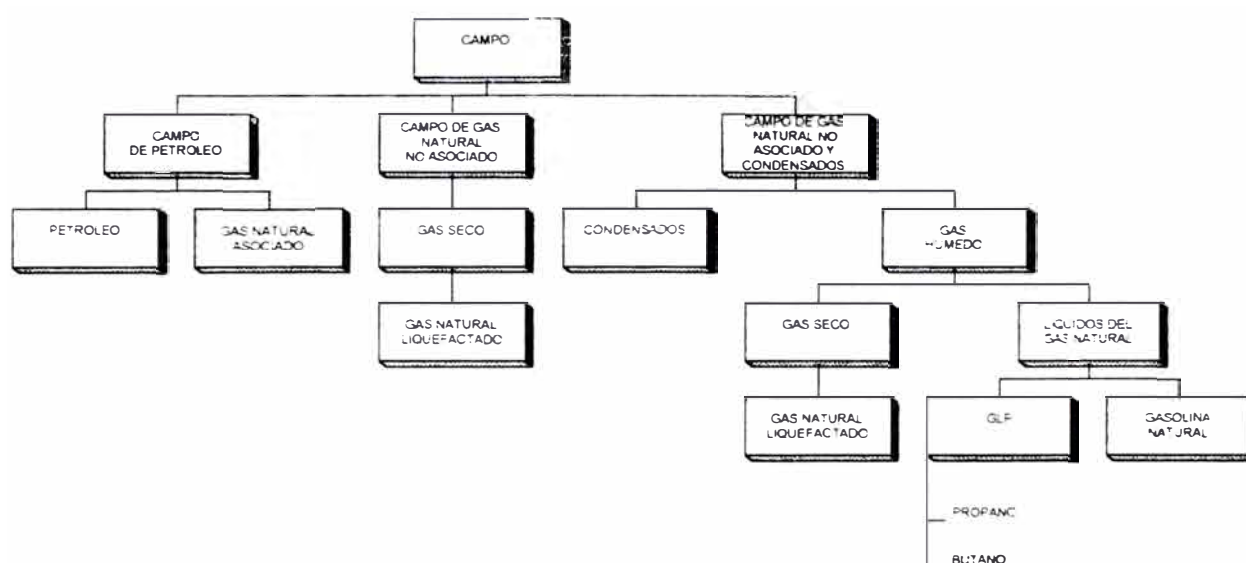 CAMPO
CAMPO
DE PETROLEO
CAMPO DE GAS
NATURAL
NO ASOCIADO
CAMPO DE GAS
NATURAL NO
ASOCIADO Y
CONDENSADOS
PETROLEO
GAS NATURAL
ASOCIADO
GAS SECO
CONDENSADOS
GAS
HUMEDO
GAS NATURAL
LIQUEFACTADO
GAS SECO
LIQUIDOS DEL
GAS NATURAL
GAS NATURAL
LIQUEFACTADO
GLP
GASOLINA
NATURAL
PROPANO
BUTANO